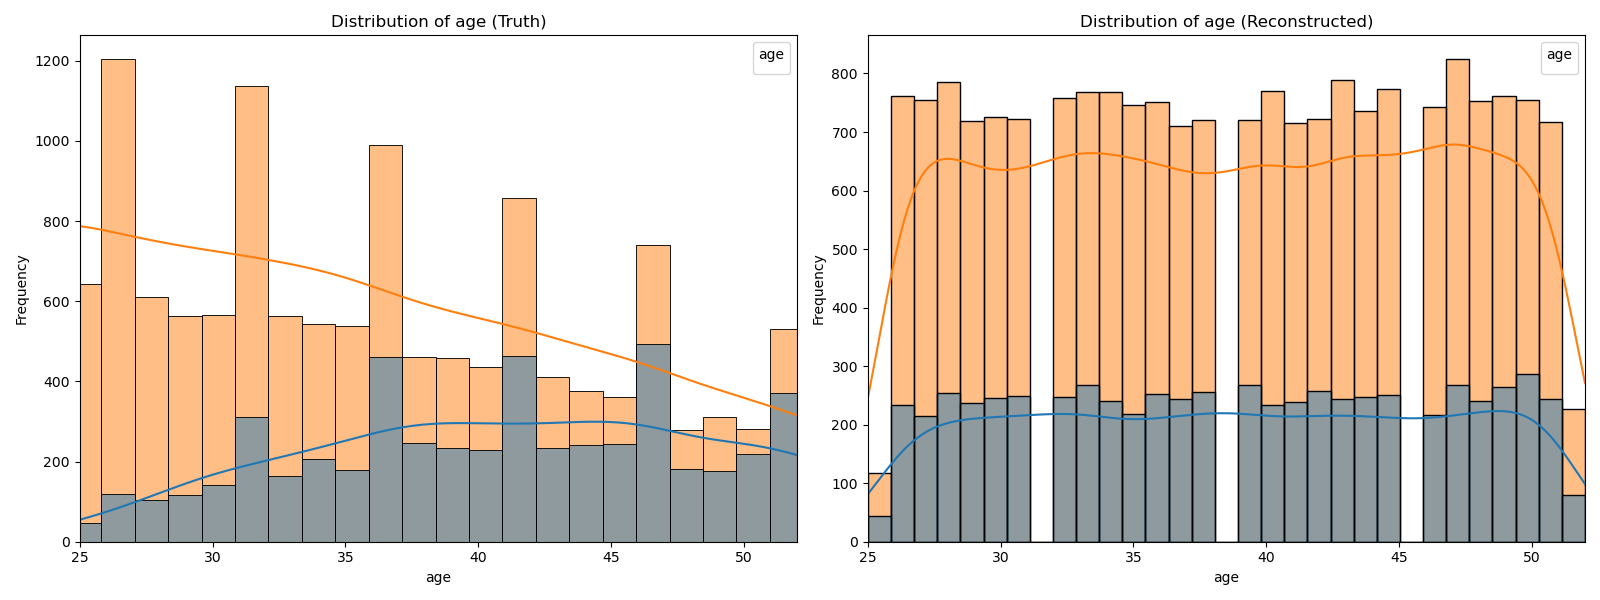 Distribution of age (Truth)
age
Frequency
1200
1000
800
600
400
200
0
25 30 35 40 45 50
age
Distribution of age (Reconstructed)
age
Frequency
800
700
600
500
400
300
200
100
0
25 30 35 40 45 50
age